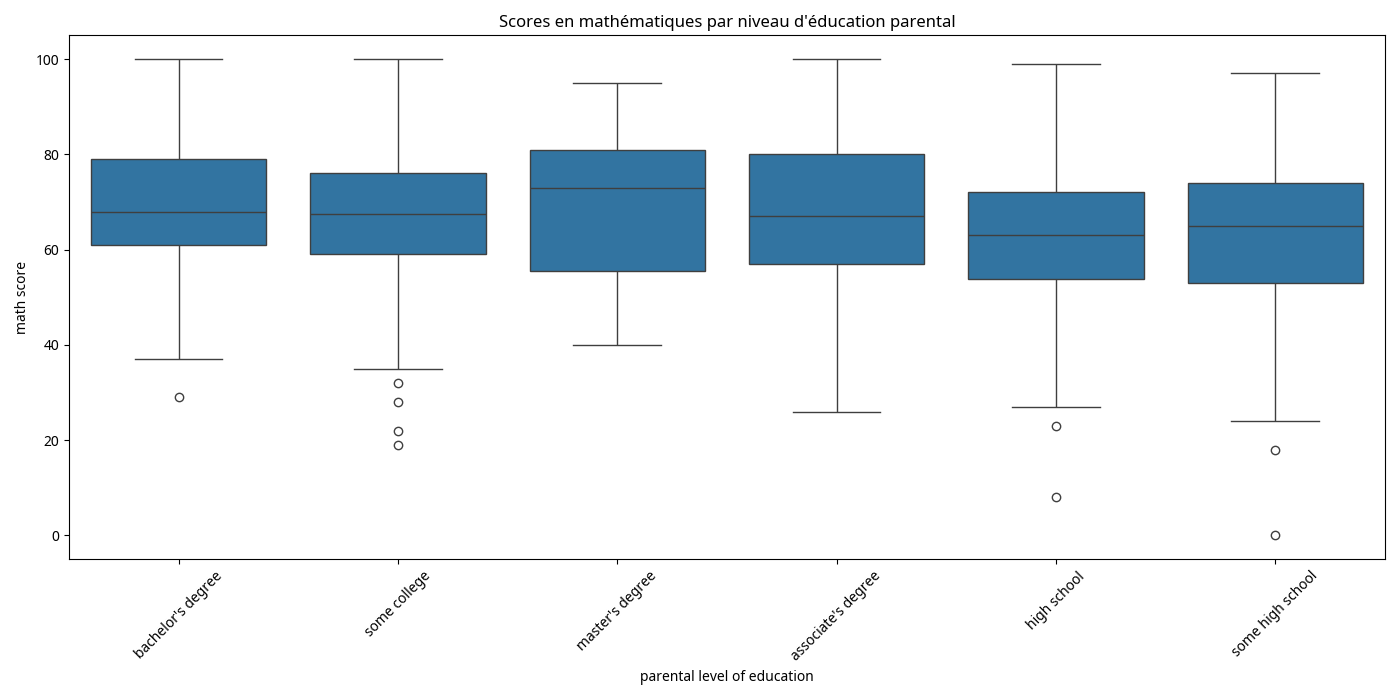 Scores en mathématiques par niveau d'éducation parental
math score
100
80
60
40
20
0
bachelor's degree
some college
master's degree
associate's degree
high school
some high school
parental level of education